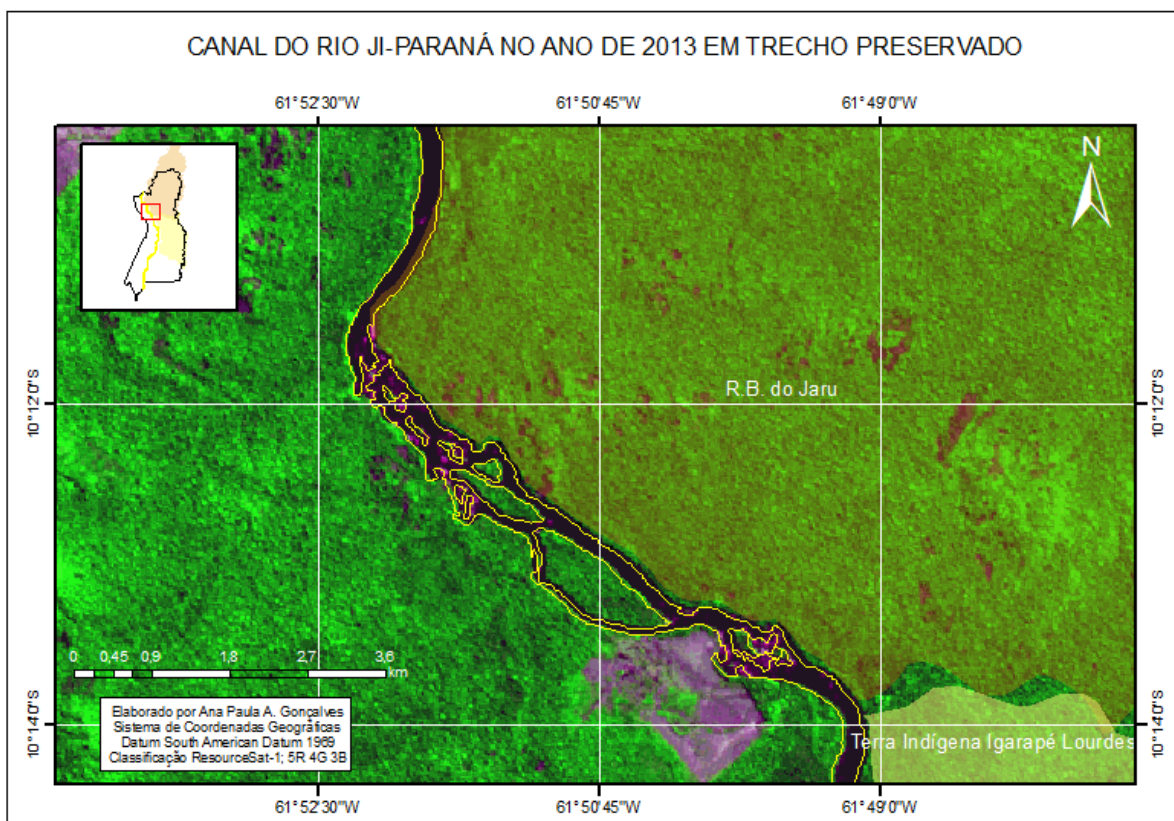 CANAL DO RIO JI-PARANÁ NO ANO DE 2013 EM TRECHO PRESERVADO
61°52'30"W
61°50'45"W
61°49'0"W
N
10°12'0"S
R.B. do Jaru
10°12'0"S
0 0,45 0,9 1,8 2,7 3,6
km
Elaborado por Ana Paula A. Gonçalves
Sistema de Coordenadas Geográficas
Datum South American Datum 1969
Classificação ResourceSat-1; 5R 4G 3B
10°14'0"S
Terra Indígena Igarapé Lourdes
10°14'0"S
61°52'30"W
61°50'45"W
61°49'0"W